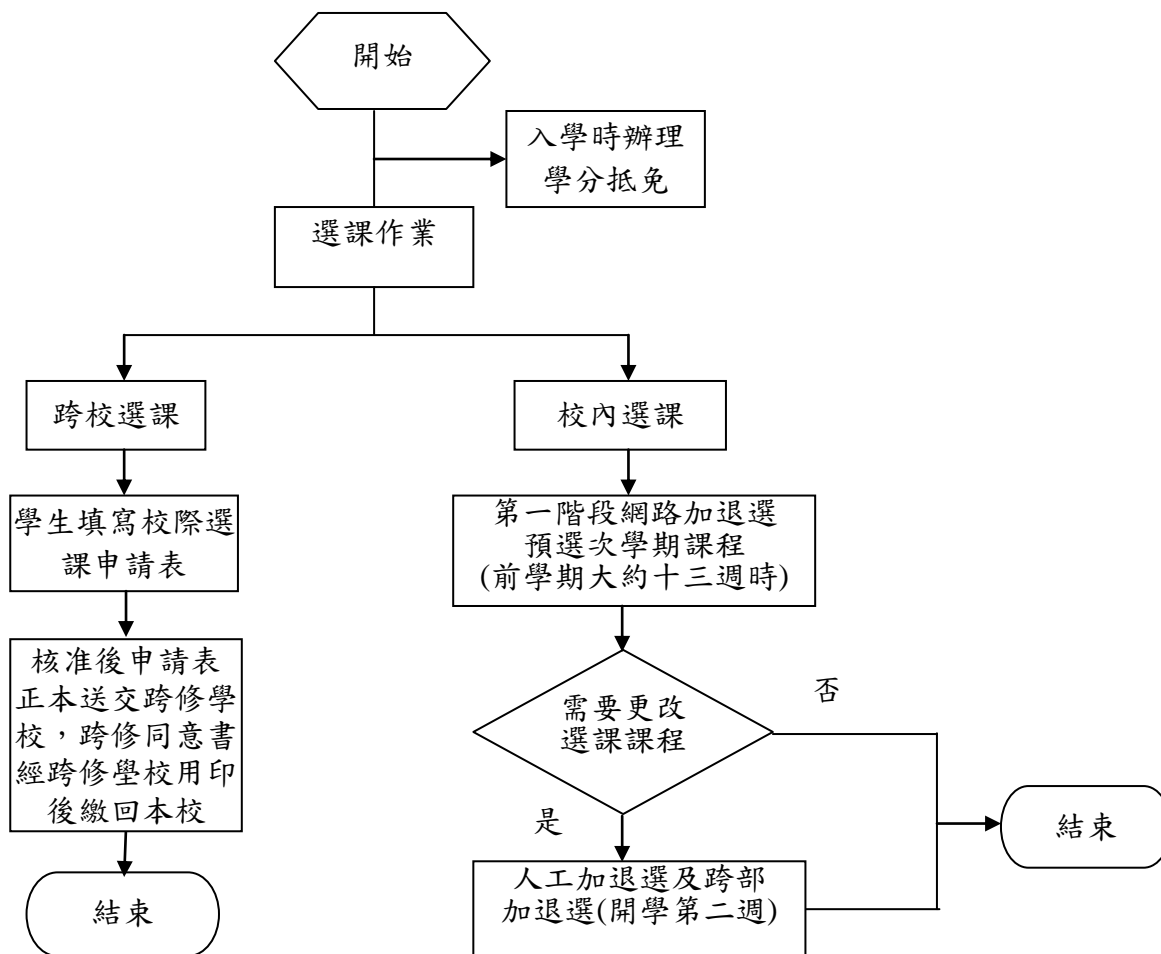 開始
入學時辦理
學分抵免
選課作業
跨校選課
校內選課
學生填寫校際選
課申請表
第一階段網路加退選
預選次學期課程
(前學期大約十三週時)
核准後申請表
正本送交跨修學
校，跨修同意書
經跨修壆校用印
後繳回本校
需要更改
選課課程
否
是
結束
人工加退選及跨部
加退選(開學第二週)
結束